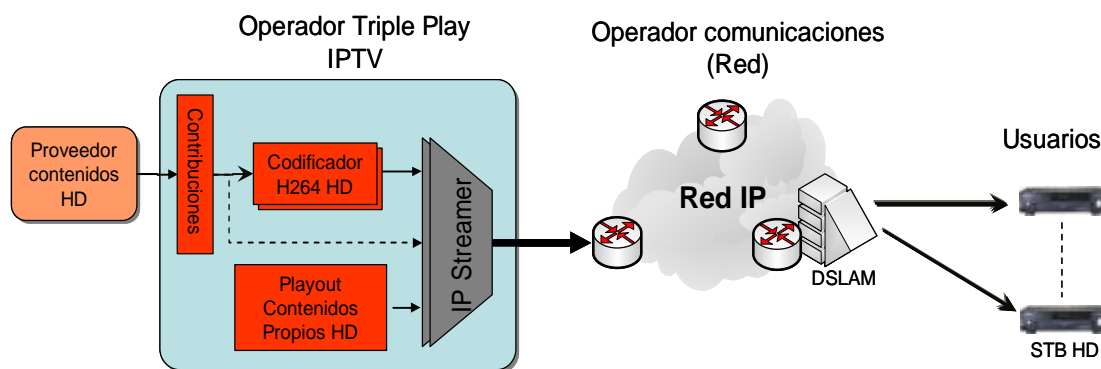 Operador Triple Play
IPTV
Operador comunicaciones
(Red)
Usuarios
Proveedor
contenidos
HD
Contribuciones
Codificador
H264 HD
Playout
Contenidos
Propios HD
IP Streamer
Red IP
DSLAM
STB HD